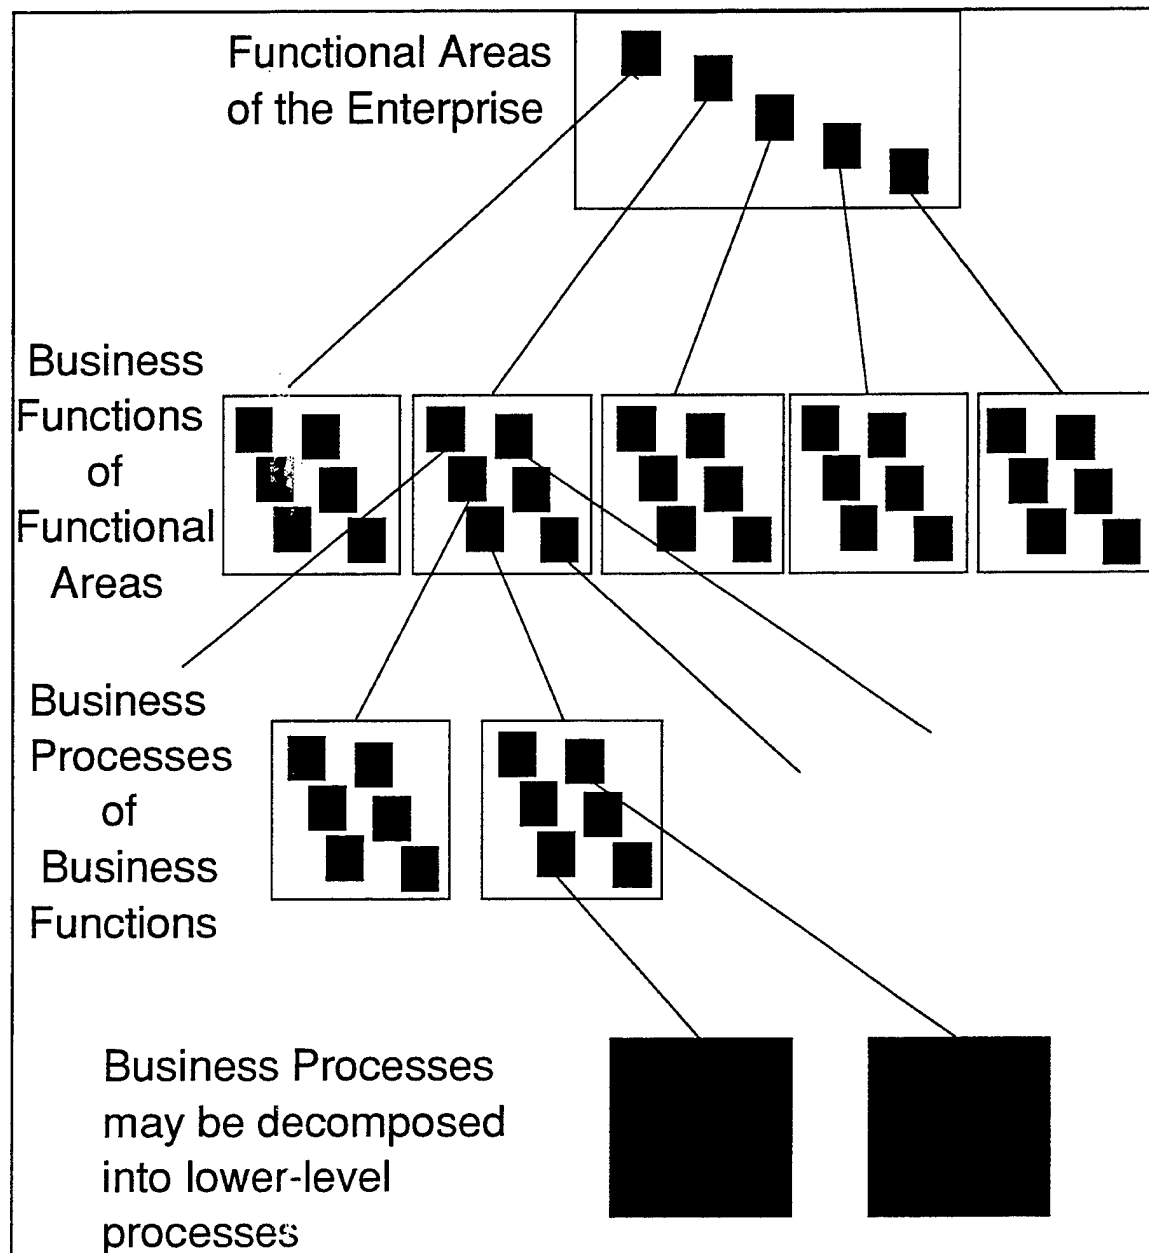 Functional Areas
of the Enterprise
Business
Functions
of
Functional
Areas
Business
Processes
of
Business
Functions
Business Processes
may be decomposed
into lower-level
processes